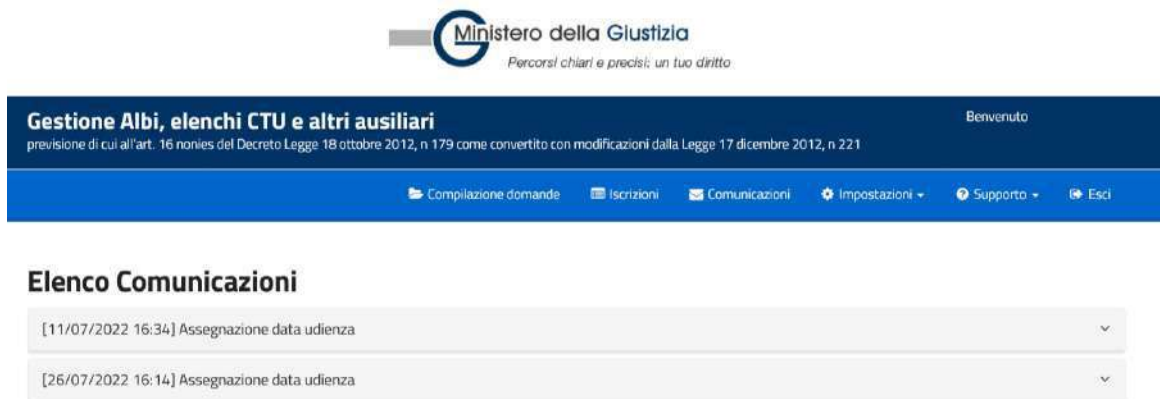 Ministero della Giustizia
Percorsi chiari e precisi: un tuo diritto
Gestione Albi, elenchi CTU e altri ausiliari
Benvenuto
previsione di cui all'art. 16 nonies del Decreto Legge 18 ottobre 2012, n 179 come convertito con modificazioni dalla Legge 17 dicembre 2012, n 221
Compilazione domande Iscrizioni Comunicazioni Impostazioni Supporto Esci
Elenco Comunicazioni
[11/07/2022 16:34] Assegnazione data udienza
[26/07/2022 16:14] Assegnazione data udienza